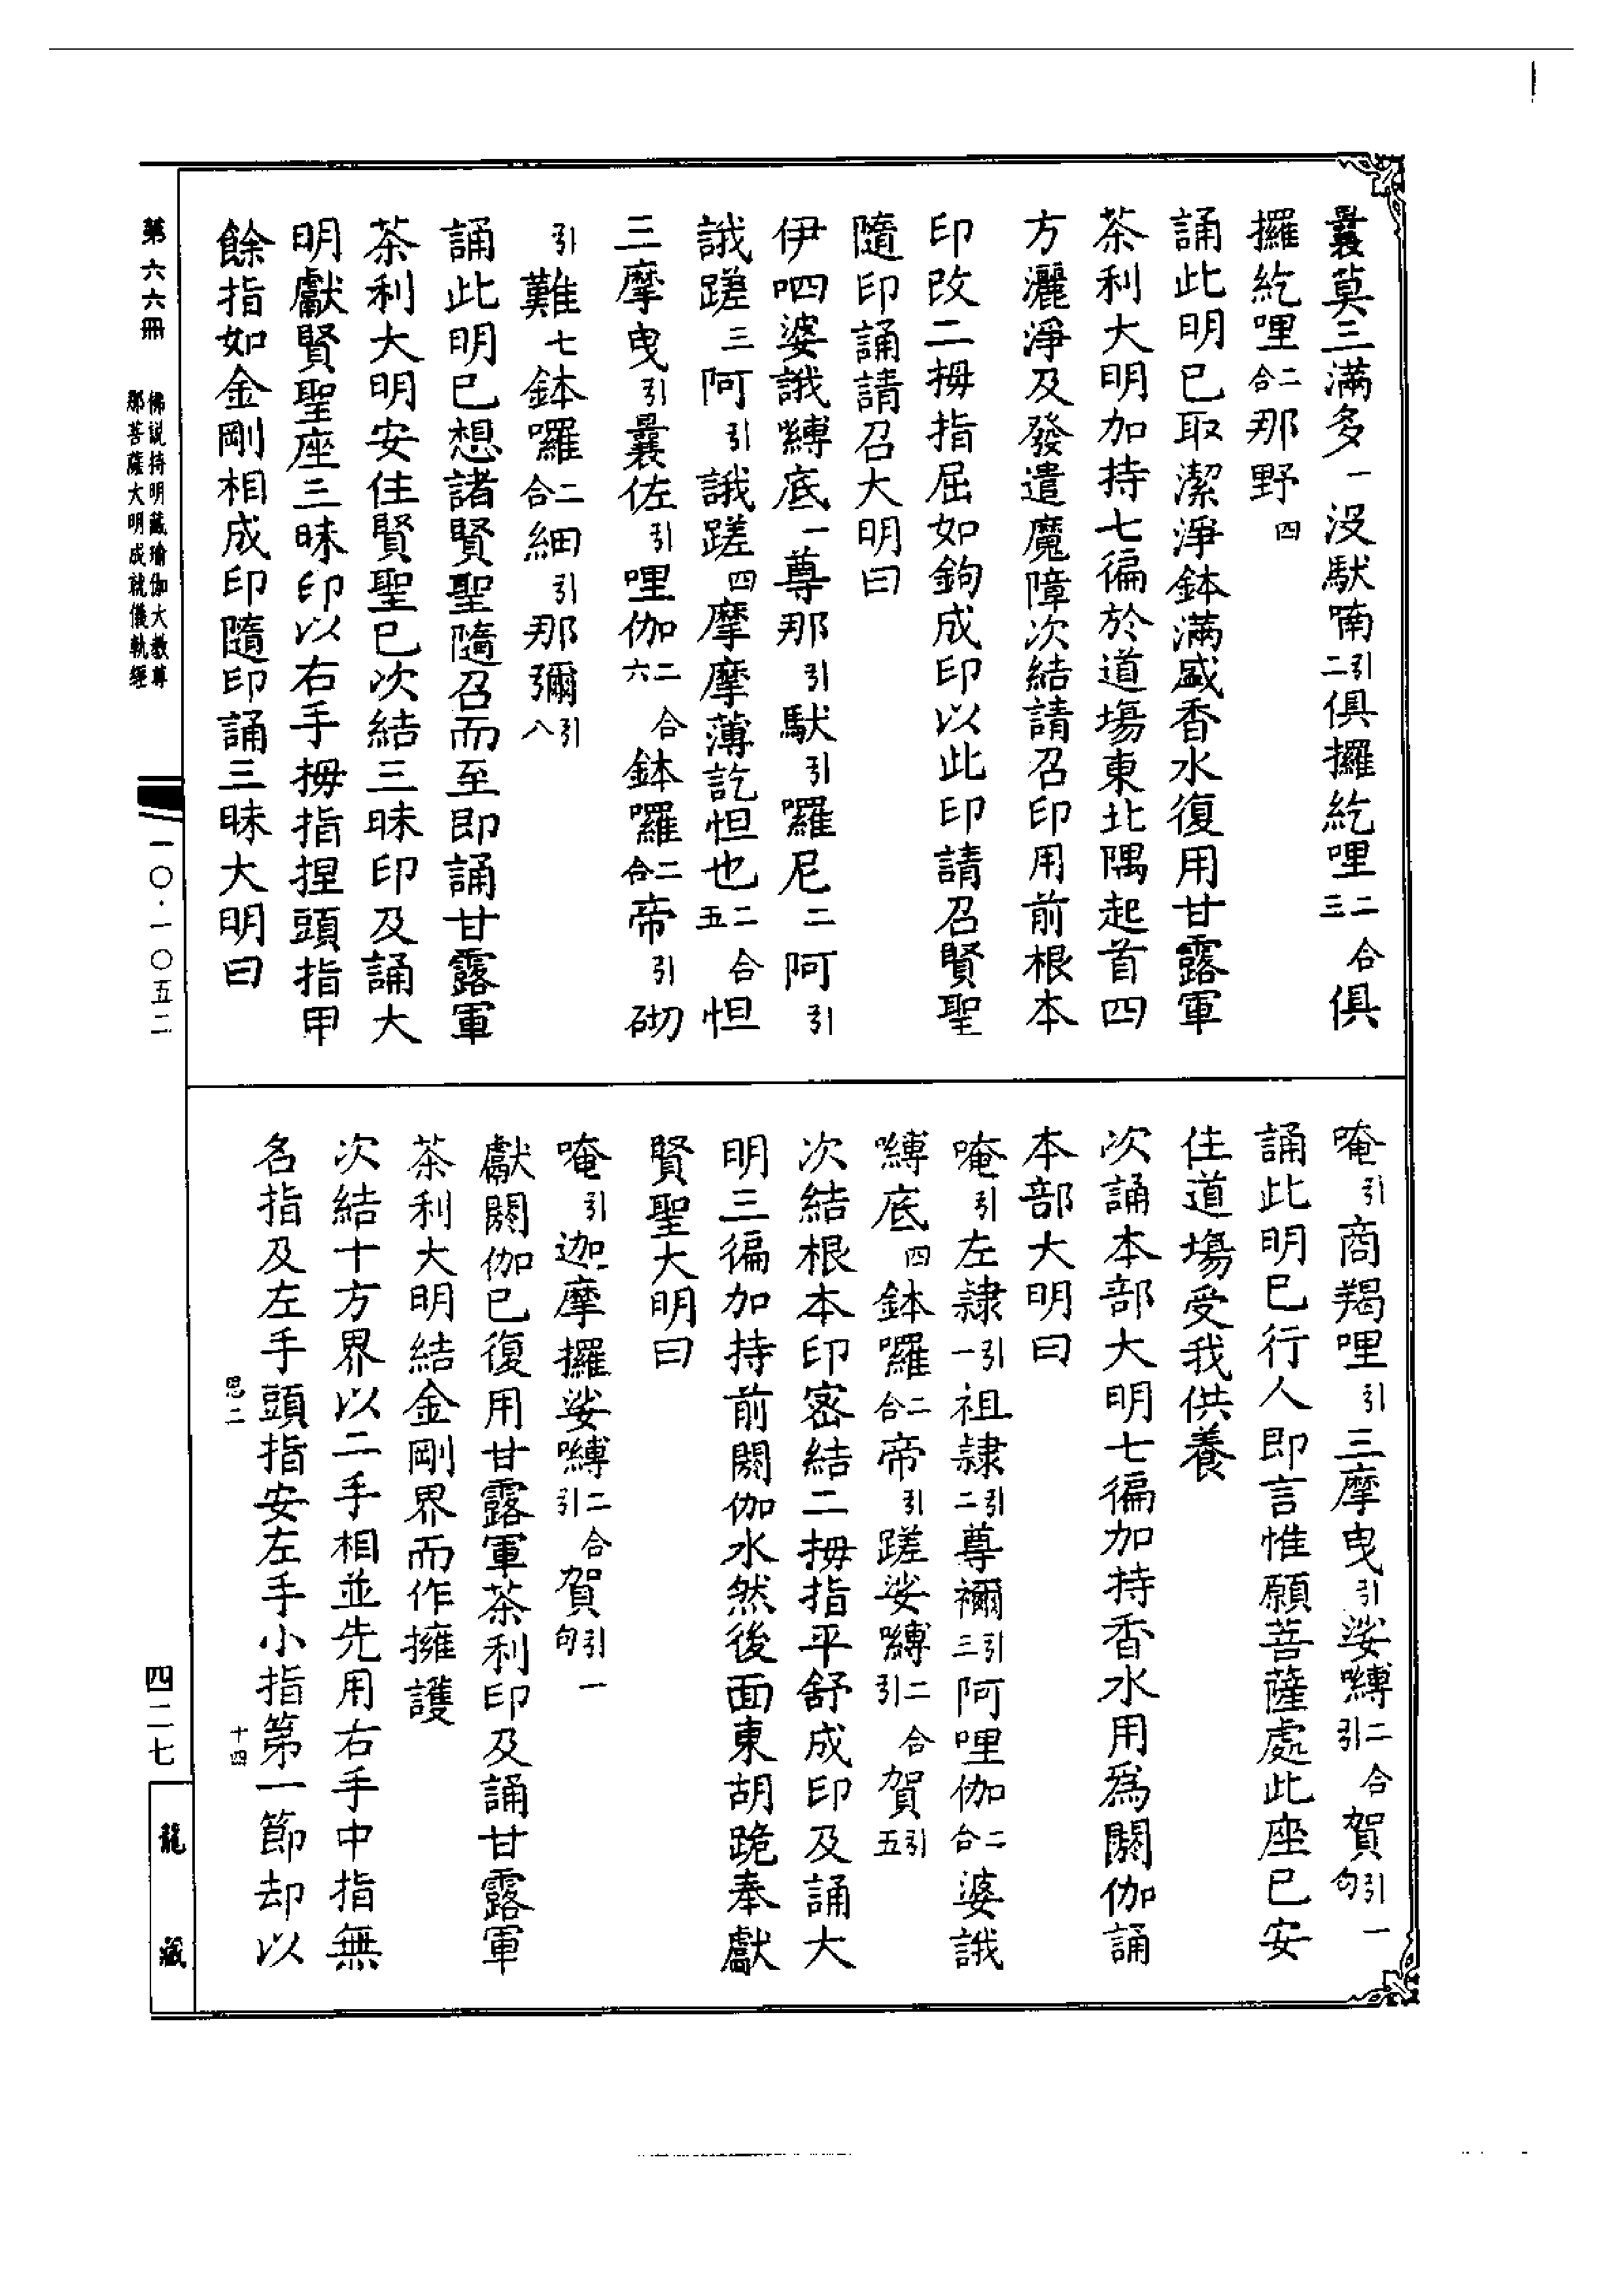 曩莫三滿多一沒馱喃引二俱攞紇哩二合三俱
攞紇哩二合那野四
誦此明已取潔淨鉢滿盛香水復用甘露軍
茶利大明加持七徧於道場東北隅起首四
方灑淨及發遣魔障次結請召印用前根本
印改二拇指屈如鉤成印以此印請召賢聖
隨印誦請召大明曰
伊呬婆誐嚩底一尊那引馱引囉尼二阿引
誐蹉三阿引誐蹉四摩摩薄訖怛也二合五怛
三摩曳引曩佐引哩伽二合六鉢囉二合帝引砌
引難七鉢囉二合細引那彌引八
誦此明已想諸賢聖隨召而至即誦甘露軍
茶利大明安住賢聖已次結三昧印及誦大
明獻賢聖座三昧印以右手拇指捏頭指甲
餘指如金剛相成印隨印誦三昧大明曰
唵引商羯哩引三摩曳引娑嚩二合引賀引一句
誦此明已行人即言惟願菩薩處此座已安
住道場受我供養
次誦本部大明七徧加持香水用為閼伽誦
本部大明曰
唵引左隷引一祖隷引二尊禰引三阿哩伽二合婆誐
嚩底四鉢囉二合帝引蹉娑嚩二合引賀引五
次結根本印密結二拇指平舒成印及誦大
明三徧加持前閼伽水然後面東胡跪奉獻
賢聖大明曰
唵引迦摩攞娑嚩二合引賀引一句
獻閼伽已復用甘露軍茶利印及誦甘露軍
茶利大明結金剛界而作擁護
次結十方界以二手相並先用右手中指無
名指及左手頭指安左手小指第一節却以
思二
十四
第六六冊
佛説持明藏瑜伽大教尊
那菩薩大明成就儀軌經
一〇·一〇五二
四二七
龍藏